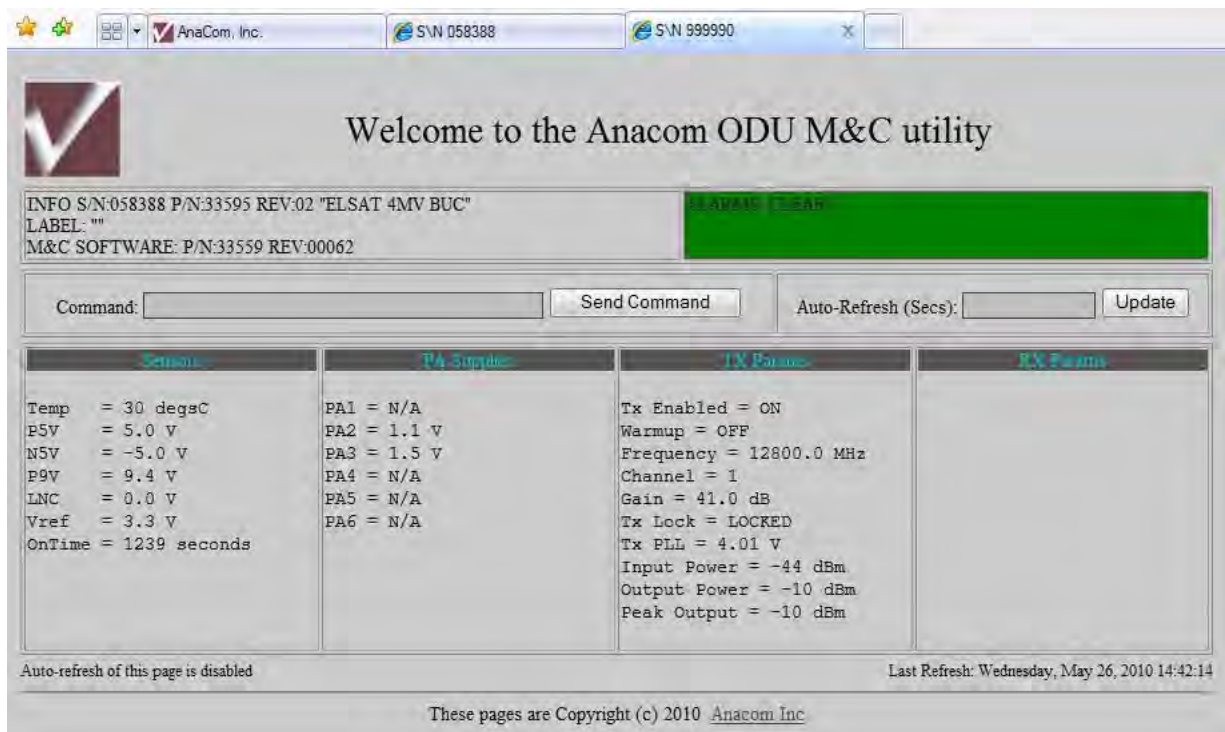 AnaCom, Inc. S\N 058388 S\N 999990
Welcome to the Anacom ODU M&C utility
INFO S/N:058388 P/N:33595 REV:02 "ELSAT 4MV BUC"
LABEL: ""
M&C SOFTWARE: P/N:33559 REV:00062
ALARMS CLEAR
Command: Send Command Auto-Refresh (Secs): Update
Sensors PA Supplies TX Params RX Params
Temp = 30 degsC
P5V = 5.0 V
N5V = -5.0 V
P9V = 9.4 V
LNC = 0.0 V
Vref = 3.3 V
OnTime = 1239 seconds
PA1 = N/A
PA2 = 1.1 V
PA3 = 1.5 V
PA4 = N/A
PA5 = N/A
PA6 = N/A
Tx Enabled = ON
Warmup = OFF
Frequency = 12800.0 MHz
Channel = 1
Gain = 41.0 dB
Tx Lock = LOCKED
Tx PLL = 4.01 V
Input Power = -44 dBm
Output Power = -10 dBm
Peak Output = -10 dBm
Auto-refresh of this page is disabled
Last Refresh: Wednesday, May 26, 2010 14:42:14
These pages are Copyright (c) 2010 Anacom Inc